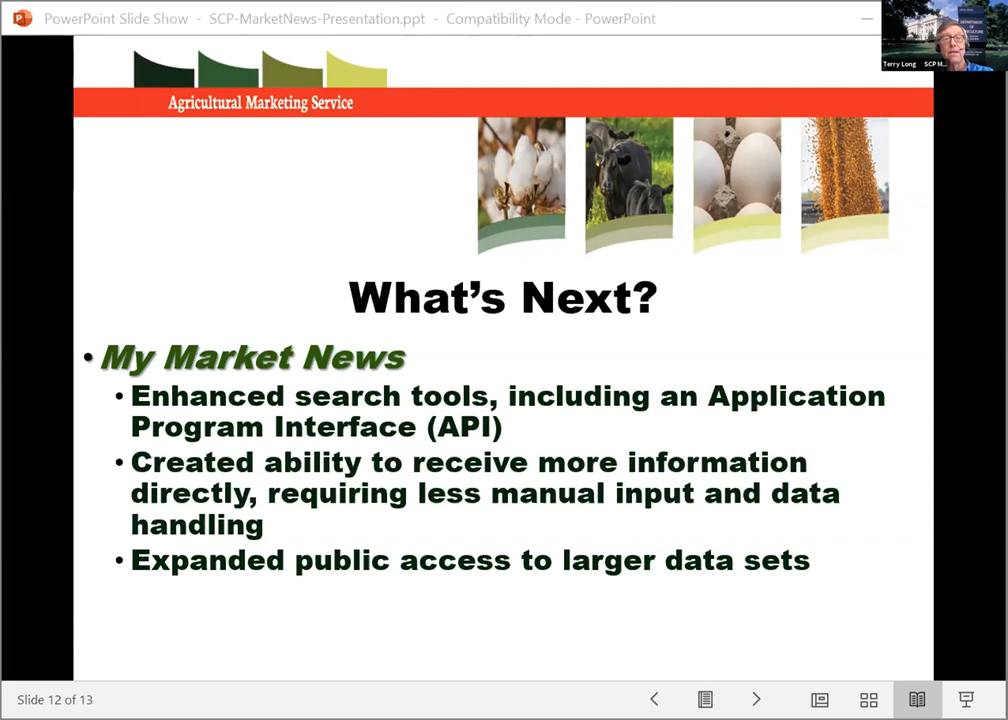 PowerPoint Slide Show - SCP-MarketNews-Presentation.ppt - Compatibility Mode - PowerPoint
Terry Long SCP M...
Agricultural Marketing Service
What's Next?
• My Market News
• Enhanced search tools, including an Application
Program Interface (API)
• Created ability to receive more information
directly, requiring less manual input and data
handling
• Expanded public access to larger data sets
Slide 12 of 13